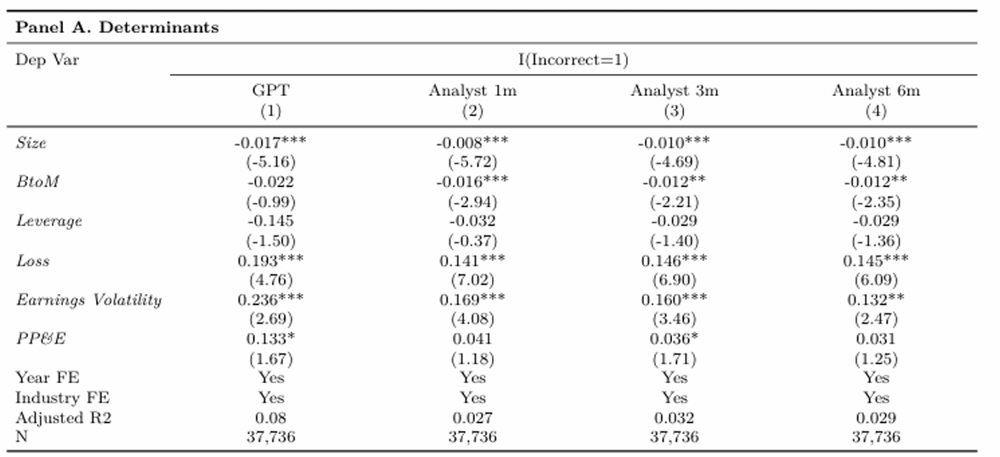 Panel A. Determinants
Dep Var I(Incorrect=1)
GPT Analyst 1m Analyst 3m Analyst 6m
(1) (2) (3) (4)
Size -0.017*** -0.008*** -0.010*** -0.010***
(-5.16) (-5.72) (-4.69) (-4.81)
BtoM -0.022 -0.016*** -0.012** -0.012**
(-0.99) (-2.94) (-2.21) (-2.35)
Leverage -0.145 -0.032 -0.029 -0.029
(-1.50) (-0.37) (-1.40) (-1.36)
Loss 0.193*** 0.141*** 0.146*** 0.145***
(4.76) (7.02) (6.90) (6.09)
Earnings Volatility 0.236*** 0.169*** 0.160*** 0.132**
(2.69) (4.08) (3.46) (2.47)
PP&E 0.133* 0.041 0.036* 0.031
(1.67) (1.18) (1.71) (1.25)
Year FE Yes Yes Yes Yes
Industry FE Yes Yes Yes Yes
Adjusted R2 0.08 0.027 0.032 0.029
N 37,736 37,736 37,736 37,736